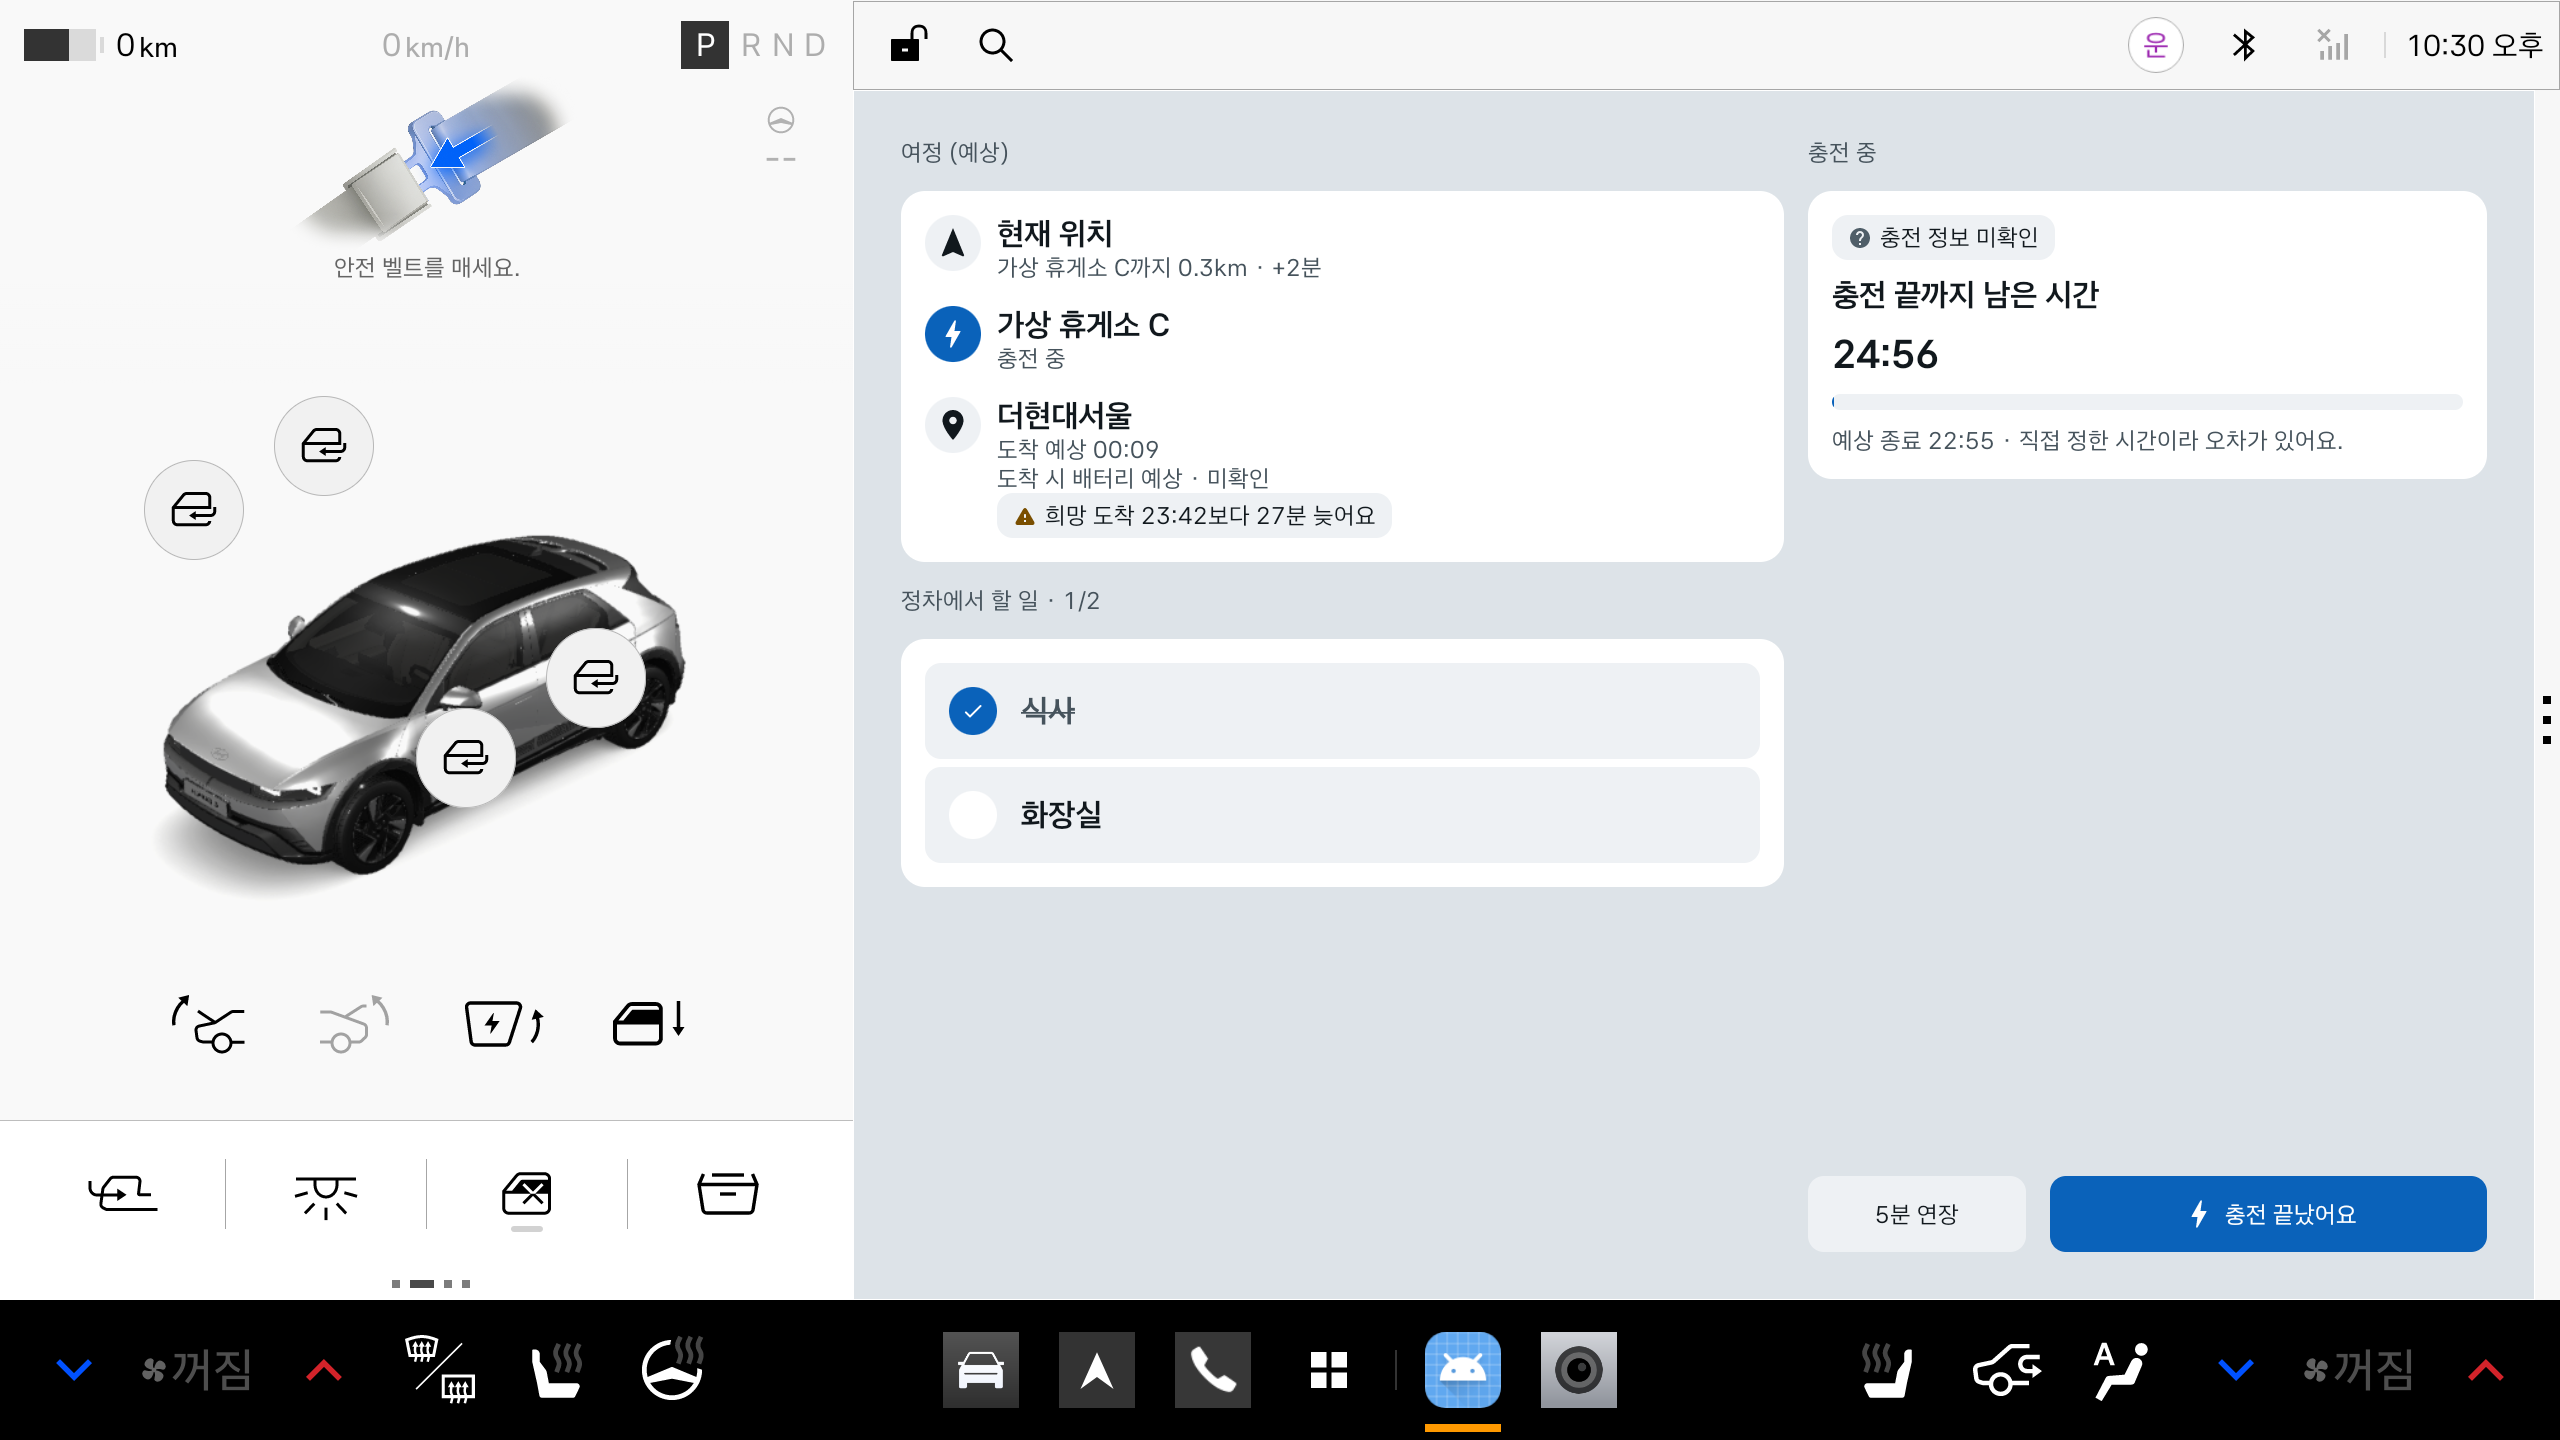 0 km
0 km/h
P R N D
운
10:30 오후
안전 벨트를 매세요.
여정 (예상)
현재 위치
가상 휴게소 C까지 0.3km · +2분
가상 휴게소 C
충전 중
더현대서울
도착 예상 00:09
도착 시 배터리 예상 · 미확인
희망 도착 23:42보다 27분 늦어요
정차에서 할 일 · 1/2
식사
화장실
충전 중
충전 정보 미확인
충전 끝까지 남은 시간
24:56
예상 종료 22:55 · 직접 정한 시간이라 오차가 있어요.
5분 연장
충전 끝났어요
꺼짐
A
꺼짐